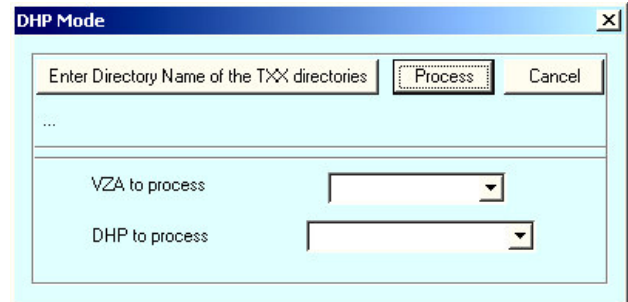 DHP Mode
Enter Directory Name of the TXX directories Process Cancel
...
VZA to process
DHP to process